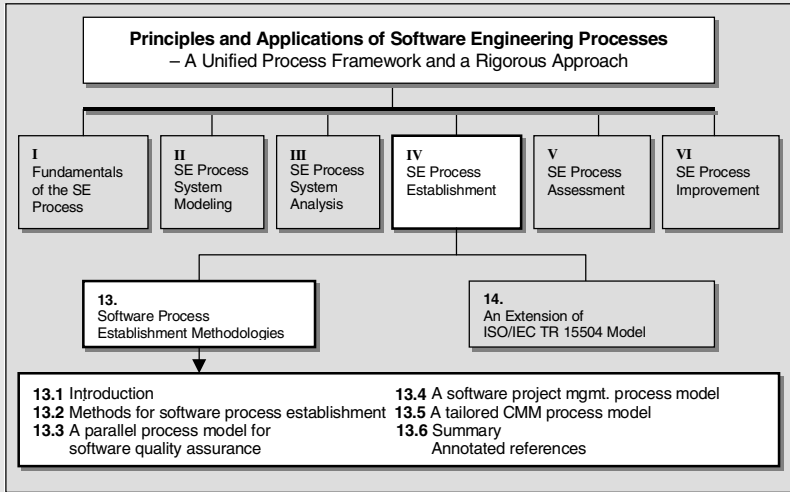 Principles and Applications of Software Engineering Processes
– A Unified Process Framework and a Rigorous Approach
I
Fundamentals
of the SE
Process
II
SE Process
System
Modeling
III
SE Process
System
Analysis
IV
SE Process
Establishment
V
SE Process
Assessment
VI
SE Process
Improvement
13.
Software Process
Establishment Methodologies
14.
An Extension of
ISO/IEC TR 15504 Model
13.1 Introduction
13.2 Methods for software process establishment
13.3 A parallel process model for
software quality assurance
13.4 A software project mgmt. process model
13.5 A tailored CMM process model
13.6 Summary
Annotated references